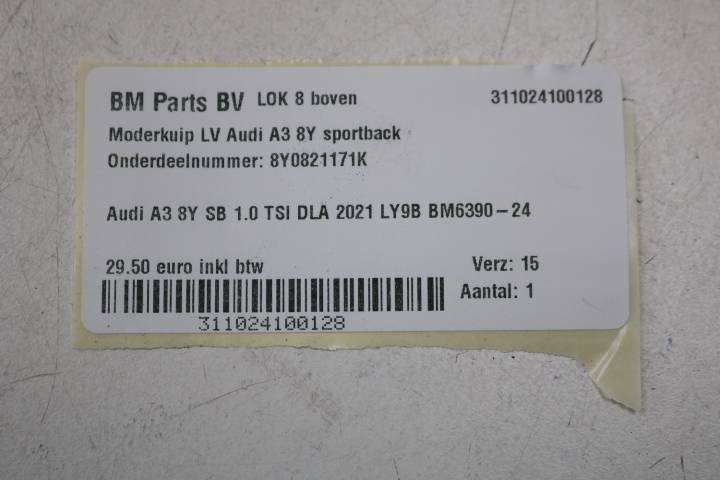 BM Parts BV LOK 8 boven 311024100128
Moderkuip LV Audi A3 8Y sportback
Onderdeelnummer: 8Y0821171K
Audi A3 8Y SB 1.0 TSI DLA 2021 LY9B BM6390-24
29.50 euro inkl btw Verz: 15
Aantal: 1
311024100128